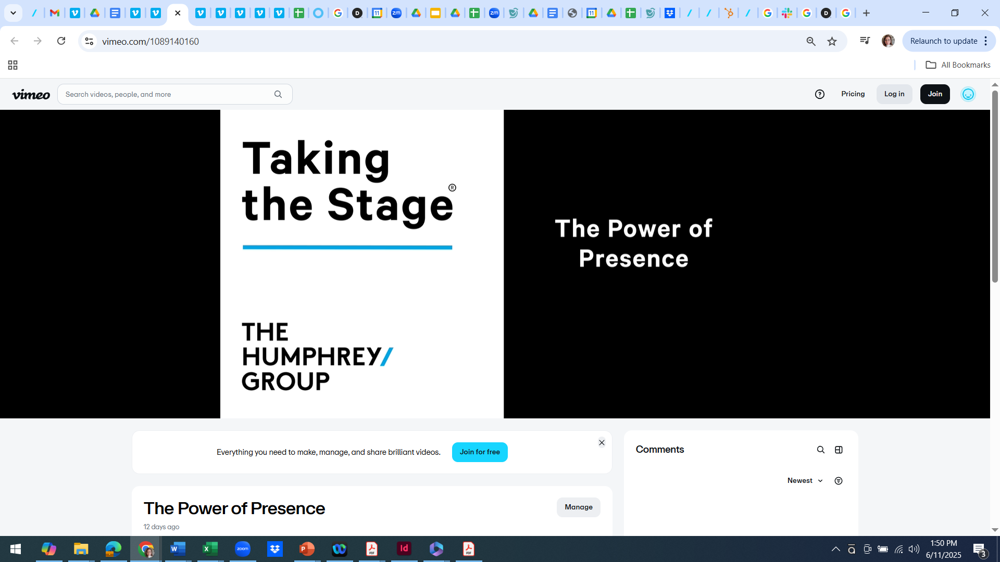 vimeo.com/1089140160
Relaunch to update
All Bookmarks
vimeo
Search videos, people, and more
Pricing
Log in
Join
Taking
the Stage
®
The Power of
Presence
THE
HUMPHREY/
GROUP
Everything you need to make, manage, and share brilliant videos.
Join for free
Comments
Newest
The Power of Presence
Manage
12 days ago
zoom
1:50 PM
6/11/2025
3